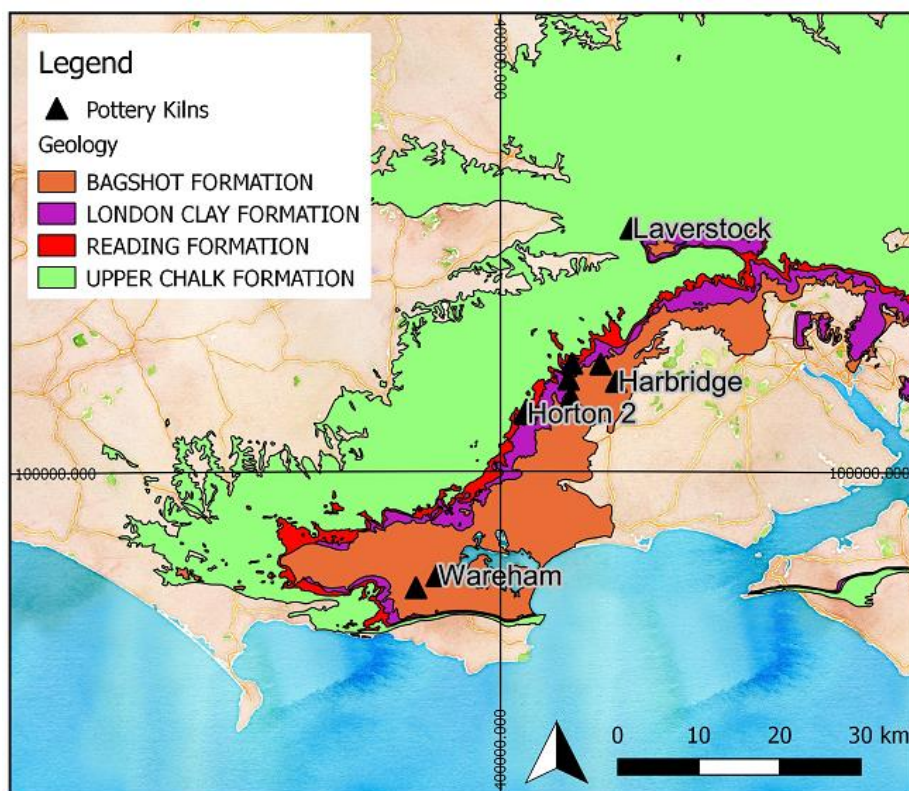 Legend
Pottery Kilns
Geology
BAGSHOT FORMATION
LONDON CLAY FORMATION
READING FORMATION
UPPER CHALK FORMATION
400000.000
Laverstock
Harbridge
Horton 2
100000.000
100000.000
Wareham
400000.000
0 10 20 30 km